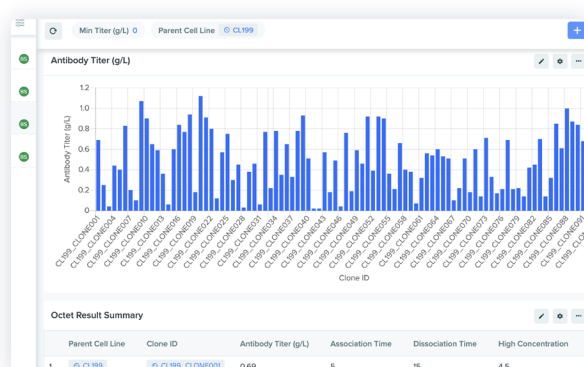 Min Titer (g/L) 0 Parent Cell Line CL199
Antibody Titer (g/L)
1.2
1.0
0.8
0.6
0.4
0.2
0
Antibody Titer (g/L)
CL199_CLONE001 CL199_CLONE004 CL199_CLONE007 CL199_CLONE010 CL199_CLONE013 CL199_CLONE016 CL199_CLONE019 CL199_CLONE022 CL199_CLONE025 CL199_CLONE028 CL199_CLONE031 CL199_CLONE034 CL199_CLONE037 CL199_CLONE040 CL199_CLONE043 CL199_CLONE046 CL199_CLONE049 CL199_CLONE052 CL199_CLONE055 CL199_CLONE058 CL199_CLONE061 CL199_CLONE064 CL199_CLONE067 CL199_CLONE070 CL199_CLONE073 CL199_CLONE076 CL199_CLONE079 CL199_CLONE082 CL199_CLONE085 CL199_CLONE088 CL199_CLONE091
Clone ID
Octet Result Summary
Parent Cell Line Clone ID Antibody Titer (g/L) Association Time Dissociation Time High Concentration
1 CL199 CL199_CLONE001 0.69 5 15 4.5